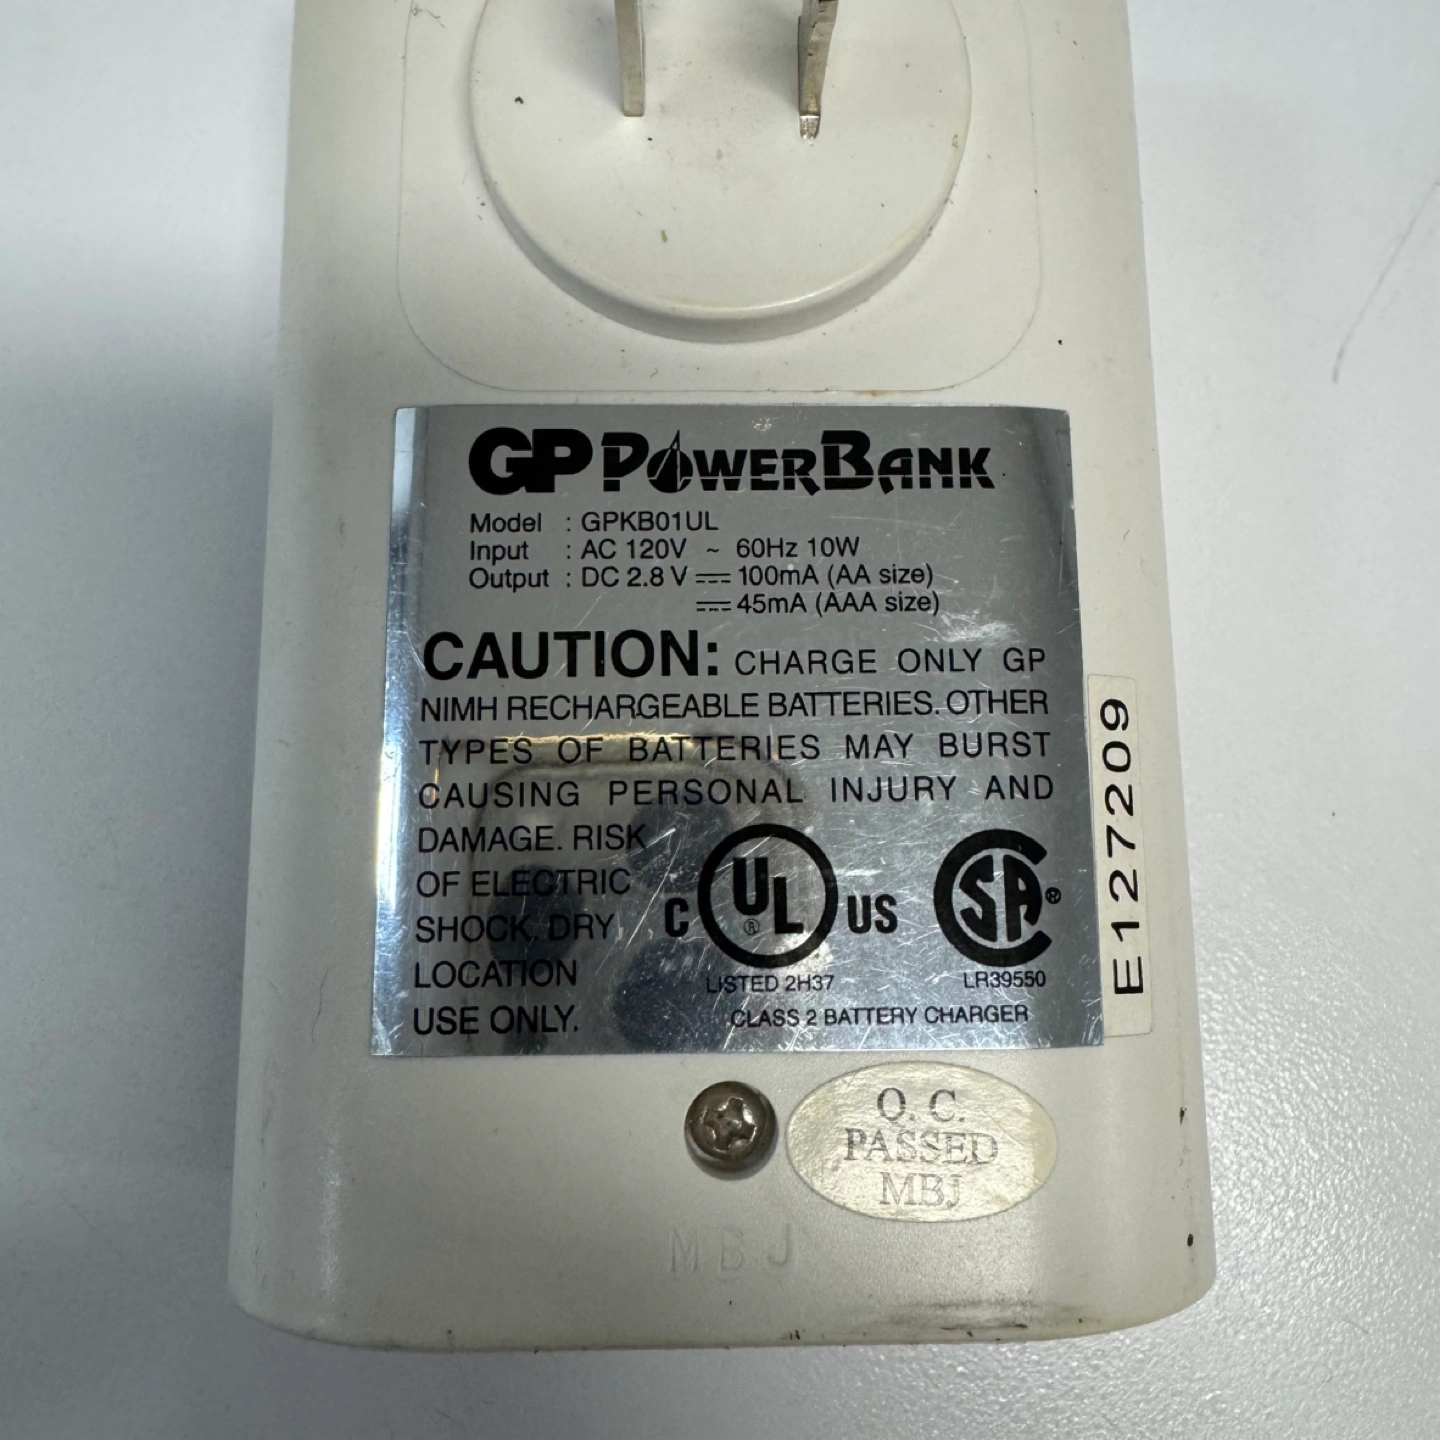 GP POWERBANK
Model : GPKB01UL
Input : AC 120V ~ 60Hz 10W
Output : DC 2.8 V ⎓ 100mA (AA size)
⎓ 45mA (AAA size)
CAUTION: CHARGE ONLY GP
NIMH RECHARGEABLE BATTERIES. OTHER
TYPES OF BATTERIES MAY BURST
CAUSING PERSONAL INJURY AND
DAMAGE. RISK
OF ELECTRIC
SHOCK. DRY
LOCATION
USE ONLY.
C UL ® US
LISTED 2H37
SA ®
LR39550
CLASS 2 BATTERY CHARGER
E127209
Q. C.
PASSED
MBJ
MBJ